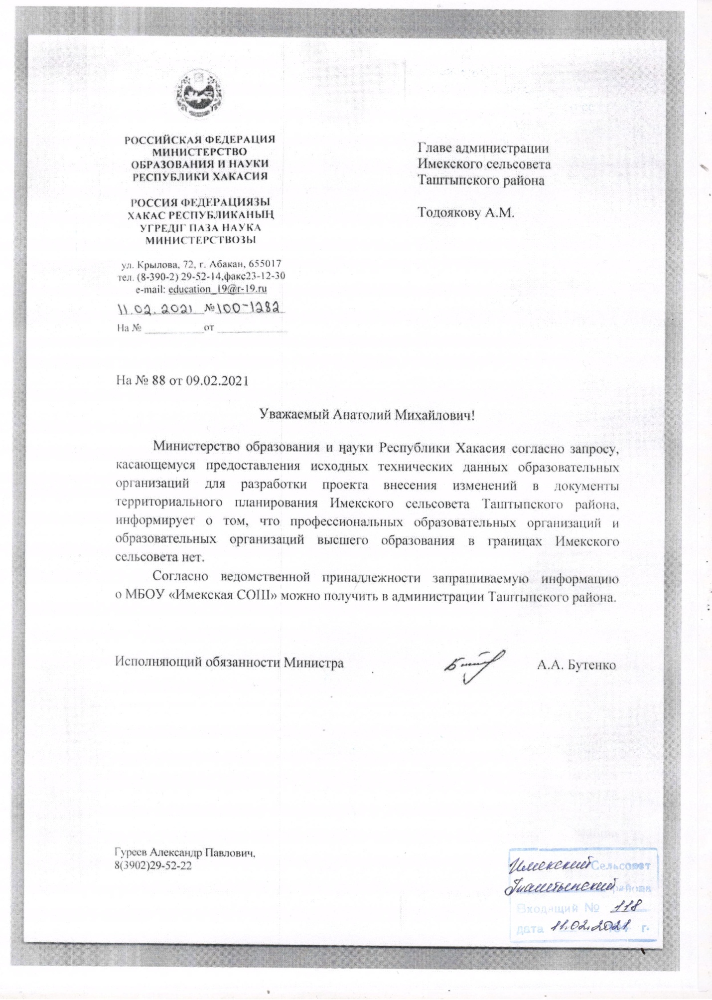 РОССИЙСКАЯ ФЕДЕРАЦИЯ
МИНИСТЕРСТВО
ОБРАЗОВАНИЯ И НАУКИ
РЕСПУБЛИКИ ХАКАСИЯ
РОССИЯ ФЕДЕРАЦИЯЗЫ
ХАКАС РЕСПУБЛИКАНЫҢ
УГРЕДІГ ПАЗА НАУКА
МИНИСТЕРСТВОЗЫ
ул. Крылова, 72, г. Абакан, 655017
тел. (8-390-2) 29-52-14,факс23-12-30
e-mail: education_19@r-19.ru
11.02.2021 №100-1282
На № ____________от ______________
Главе администрации
Имекского сельсовета
Таштыпского района
Тодоякову А.М.
На № 88 от 09.02.2021
Уважаемый Анатолий Михайлович!
Министерство образования и науки Республики Хакасия согласно запросу,
касающемуся предоставления исходных технических данных образовательных
организаций для разработки проекта внесения изменений в документы
территориального планирования Имекского сельсовета Таштыпского района,
информирует о том, что профессиональных образовательных организаций и
образовательных организаций высшего образования в границах Имекского
сельсовета нет.
Согласно ведомственной принадлежности запрашиваемую информацию
о МБОУ «Имекская СОШ» можно получить в администрации Таштыпского района.
Исполняющий обязанности Министра А.А. Бутенко
Гуреев Александр Павлович,
8(3902)29-52-22
Имекский Сельсовет
Таштыпский района
Входящий № 118
дата 11.02.2021 г.